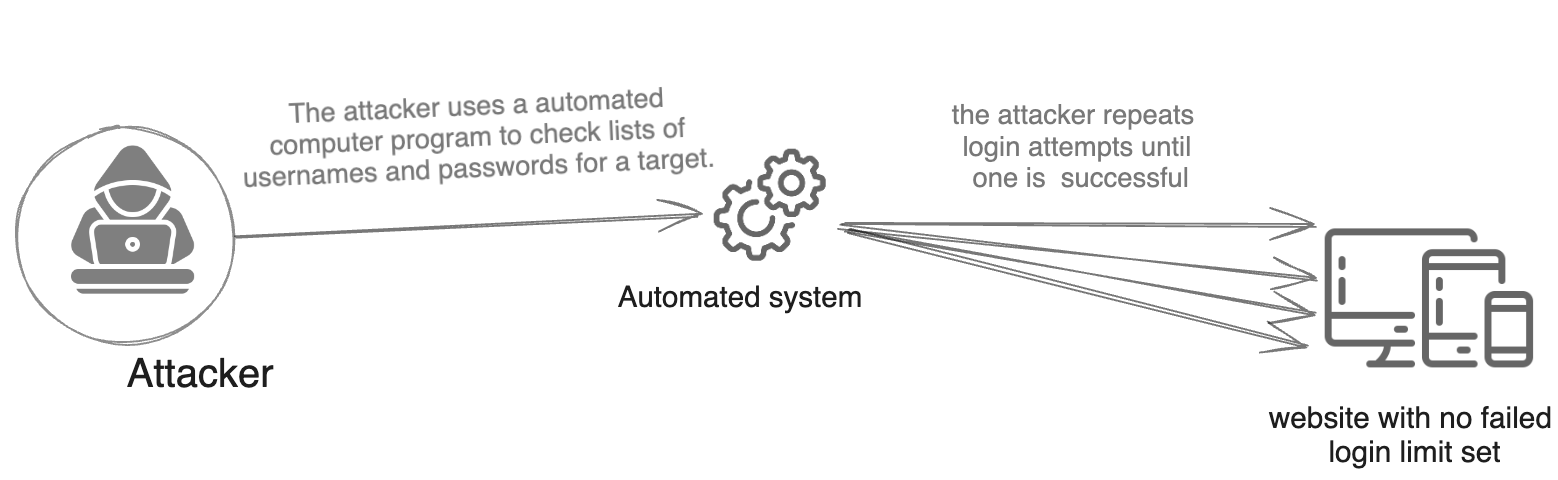 The attacker uses a automated
computer program to check lists of
usernames and passwords for a target.
the attacker repeats
login attempts until
one is successful
Automated system
Attacker
website with no failed
login limit set